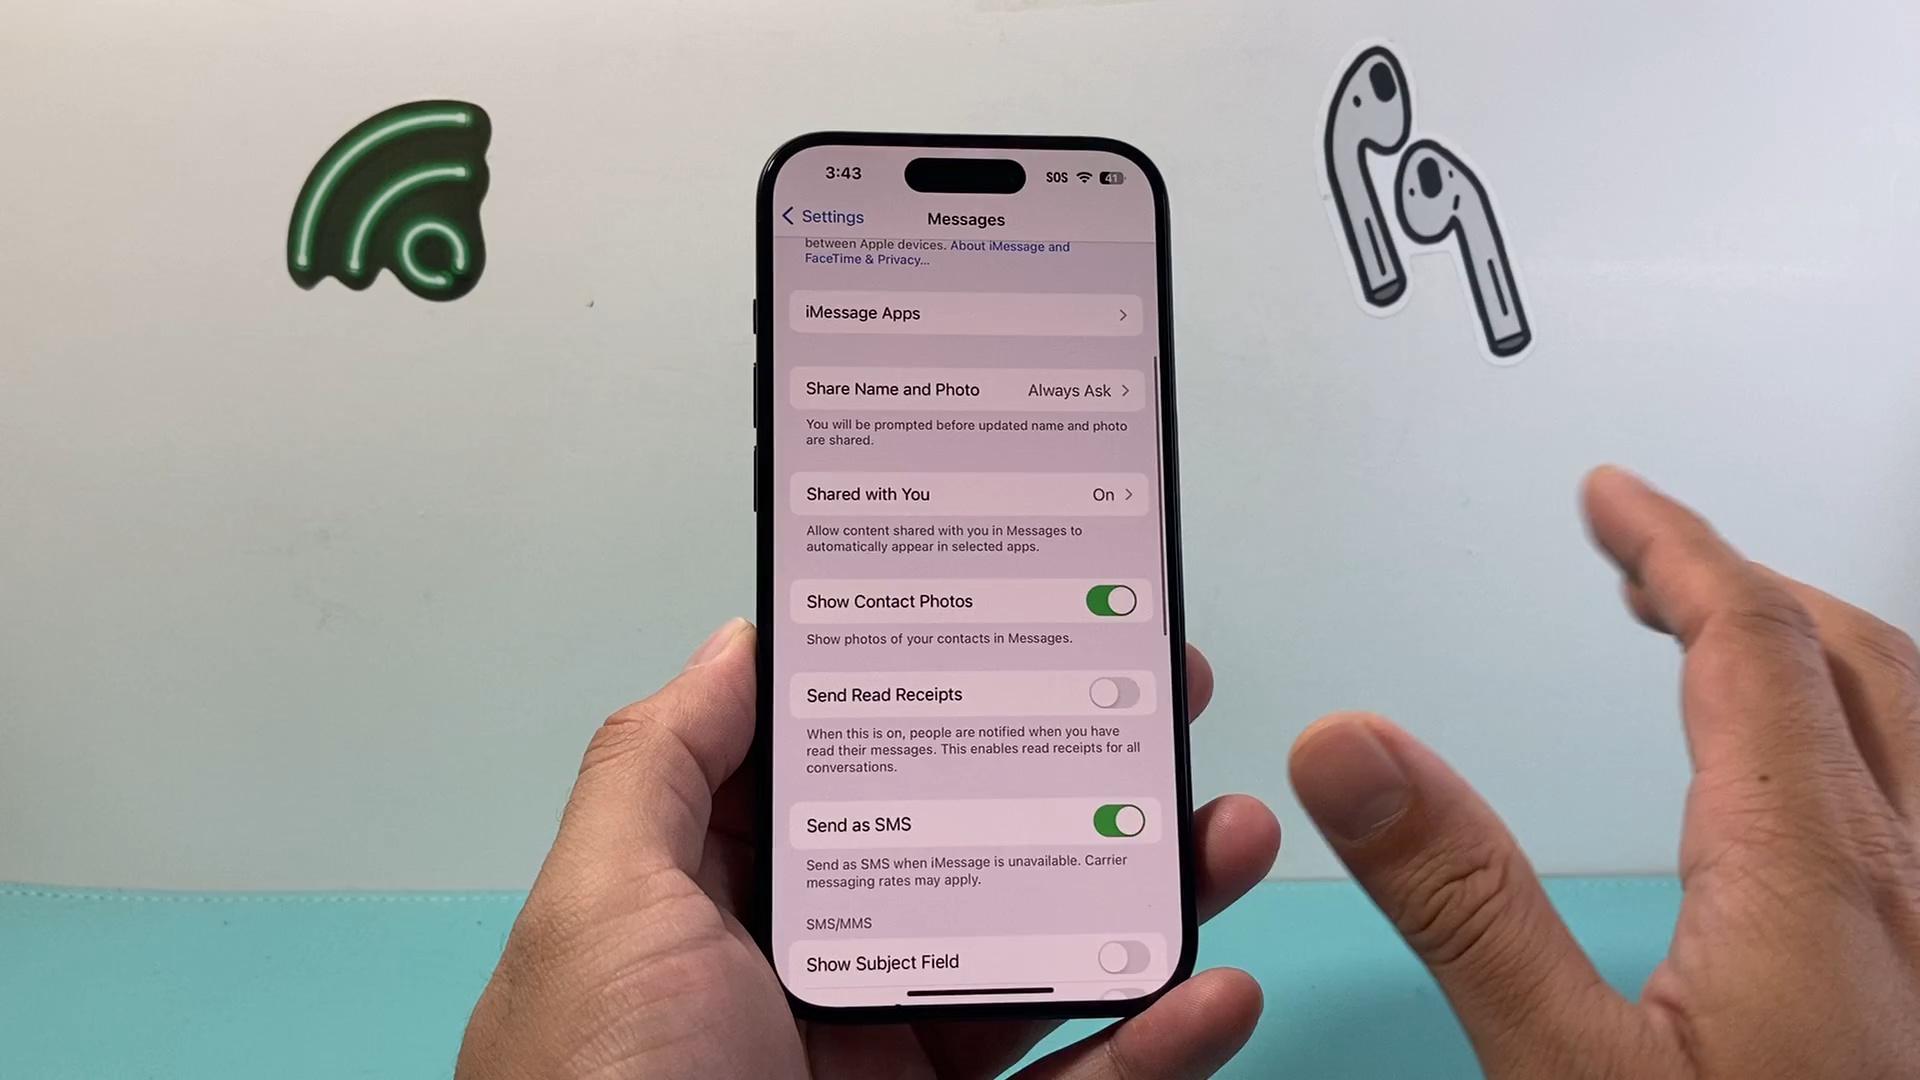 3:43
SOS
41
Settings
Messages
between Apple devices. About iMessage and
FaceTime & Privacy...
iMessage Apps
Share Name and Photo
Always Ask
You will be prompted before updated name and photo
are shared.
Shared with You
On
Allow content shared with you in Messages to
automatically appear in selected apps.
Show Contact Photos
Show photos of your contacts in Messages.
Send Read Receipts
When this is on, people are notified when you have
read their messages. This enables read receipts for all
conversations.
Send as SMS
Send as SMS when iMessage is unavailable. Carrier
messaging rates may apply.
SMS/MMS
Show Subject Field